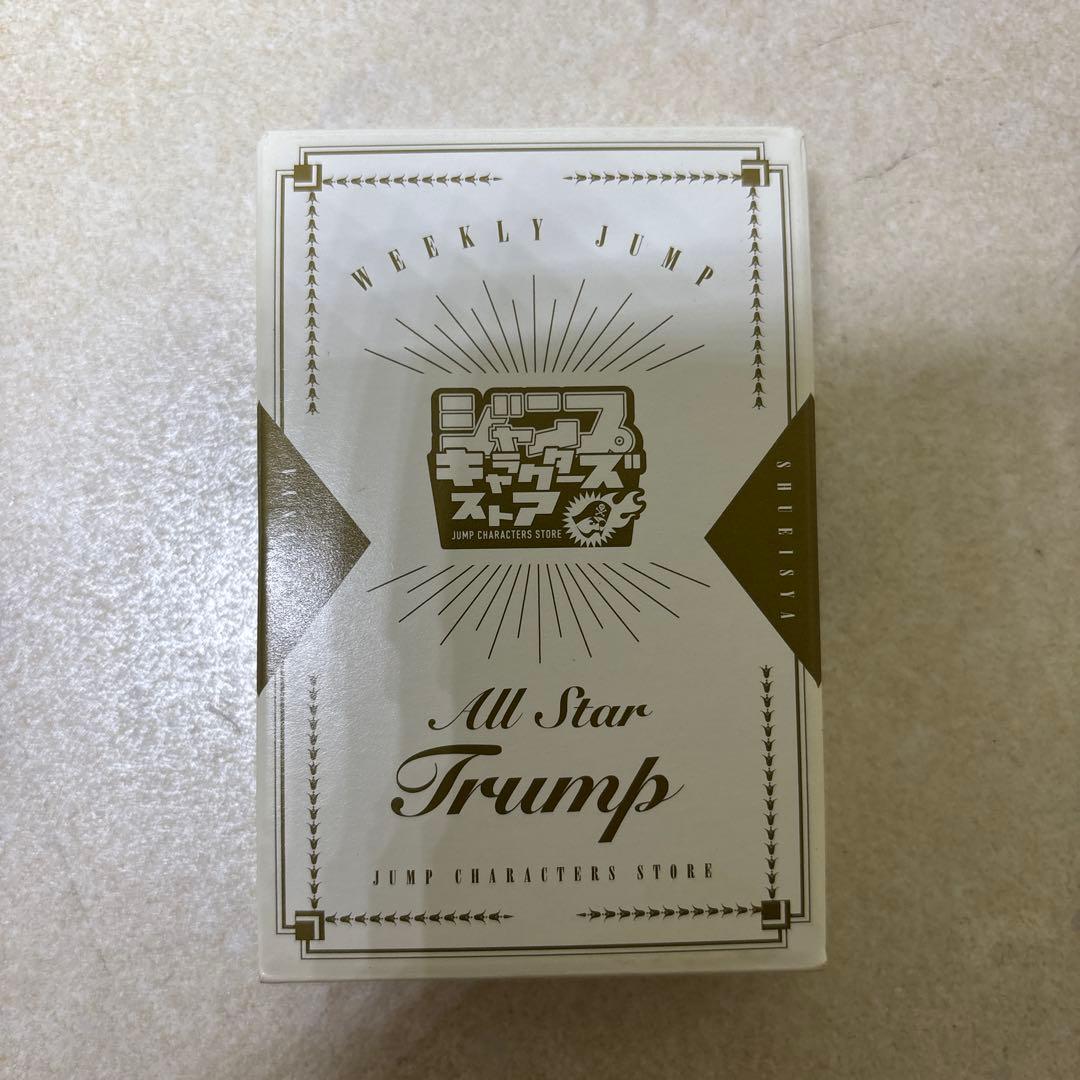 WEEKLY JUMP
ジャンプ
キャラクターズ
ストア
JUMP CHARACTERS STORE
SHUEISYA
All Star
Trump
JUMP CHARACTERS STORE